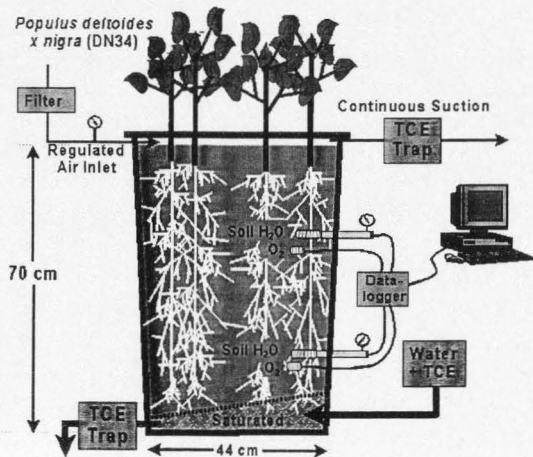 Populus deltoides
x nigra (DN34)
Filter
Regulated
Air Inlet
Continuous Suction
TCE
Trap
Soil H₂O
O₂
70 cm
Data-
logger
Soil H₂O
O₂
Water
+TCE
TCE
Trap
Saturated
44 cm